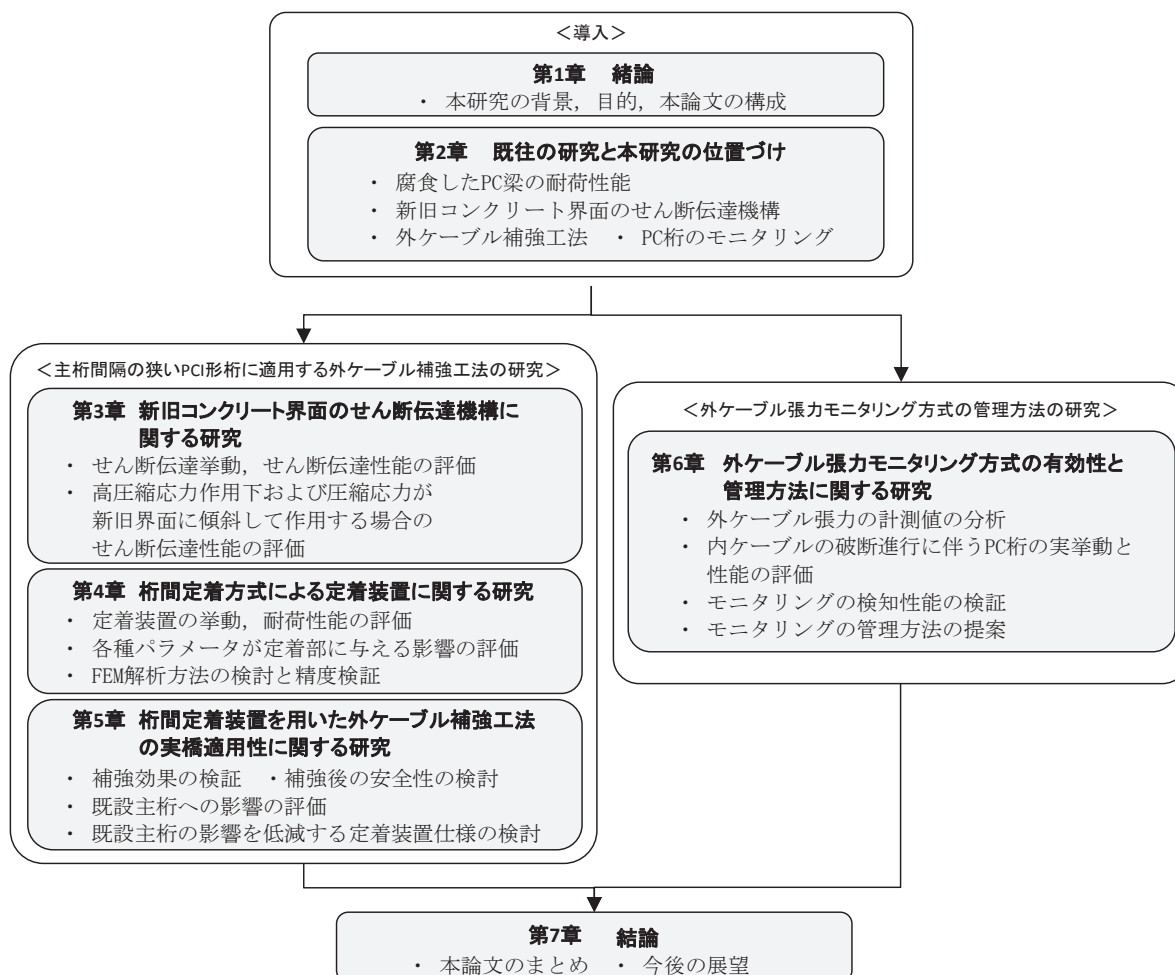 ＜導入＞
第1章　緒論
・ 本研究の背景，目的，本論文の構成
第2章　既往の研究と本研究の位置づけ
・ 腐食したPC梁の耐荷性能
・ 新旧コンクリート界面のせん断伝達機構
・ 外ケーブル補強工法　・ PC桁のモニタリング
＜主桁間隔の狭いPCI形桁に適用する外ケーブル補強工法の研究＞
第3章 新旧コンクリート界面のせん断伝達機構に
関する研究
・ せん断伝達挙動，せん断伝達性能の評価
・ 高圧縮応力作用下および圧縮応力が
新旧界面に傾斜して作用する場合の
せん断伝達性能の評価
第4章 桁間定着方式による定着装置に関する研究
・ 定着装置の挙動，耐荷性能の評価
・ 各種パラメータが定着部に与える影響の評価
・ FEM解析方法の検討と精度検証
第5章 桁間定着装置を用いた外ケーブル補強工法
の実橋適用性に関する研究
・ 補強効果の検証　・補強後の安全性の検討
・ 既設主桁への影響の評価
・ 既設主桁の影響を低減する定着装置仕様の検討
＜外ケーブル張力モニタリング方式の管理方法の研究＞
第6章 外ケーブル張力モニタリング方式の有効性と
管理方法に関する研究
・ 外ケーブル張力の計測値の分析
・ 内ケーブルの破断進行に伴うPC桁の実挙動と
性能の評価
・ モニタリングの検知性能の検証
・ モニタリングの管理方法の提案
第7章　結論
・ 本論文のまとめ　・ 今後の展望